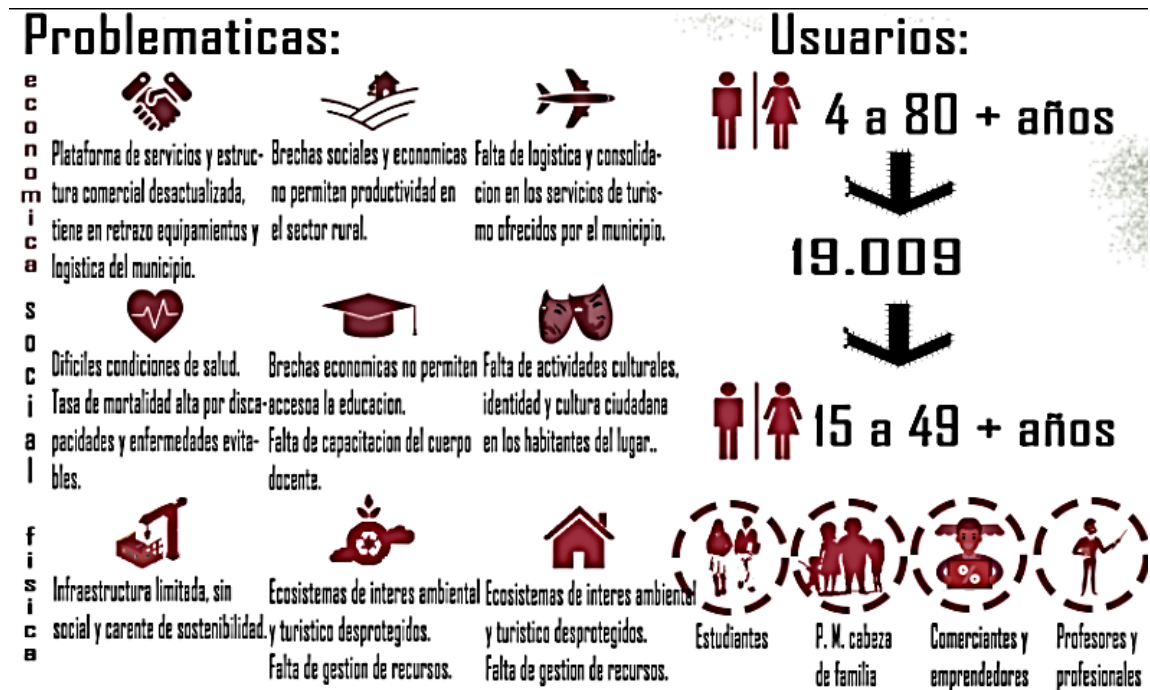 Problematicas:
economica
Plataforma de servicios y estruc-
tura comercial desactualizada,
tiene en retrazo equipamientos y
logistica del municipio.
Brechas sociales y economicas
no permiten productividad en
el sector rural.
Falta de logistica y consolida-
cion en los servicios de turis-
mo ofrecidos por el municipio.
social
Dificiles condiciones de salud.
Tasa de mortalidad alta por disca-
pacidades y enfermedades evita-
bles.
Brechas economicas no permiten
accesoa la educacion.
Falta de capacitacion del cuerpo
docente.
Falta de actividades culturales,
identidad y cultura ciudadana
en los habitantes del lugar..
fisica
Infraestructura limitada, sin
social y carente de sostenibilidad.
Ecosistemas de interes ambiental
y turistico desprotegidos.
Falta de gestion de recursos.
Ecosistemas de interes ambiental
y turistico desprotegidos.
Falta de gestion de recursos.
Usuarios:
4 a 80 + años
19.009
15 a 49 + años
Estudiantes
P. M. cabeza
de familia
%
Comerciantes y
emprendedores
Profesores y
profesionales